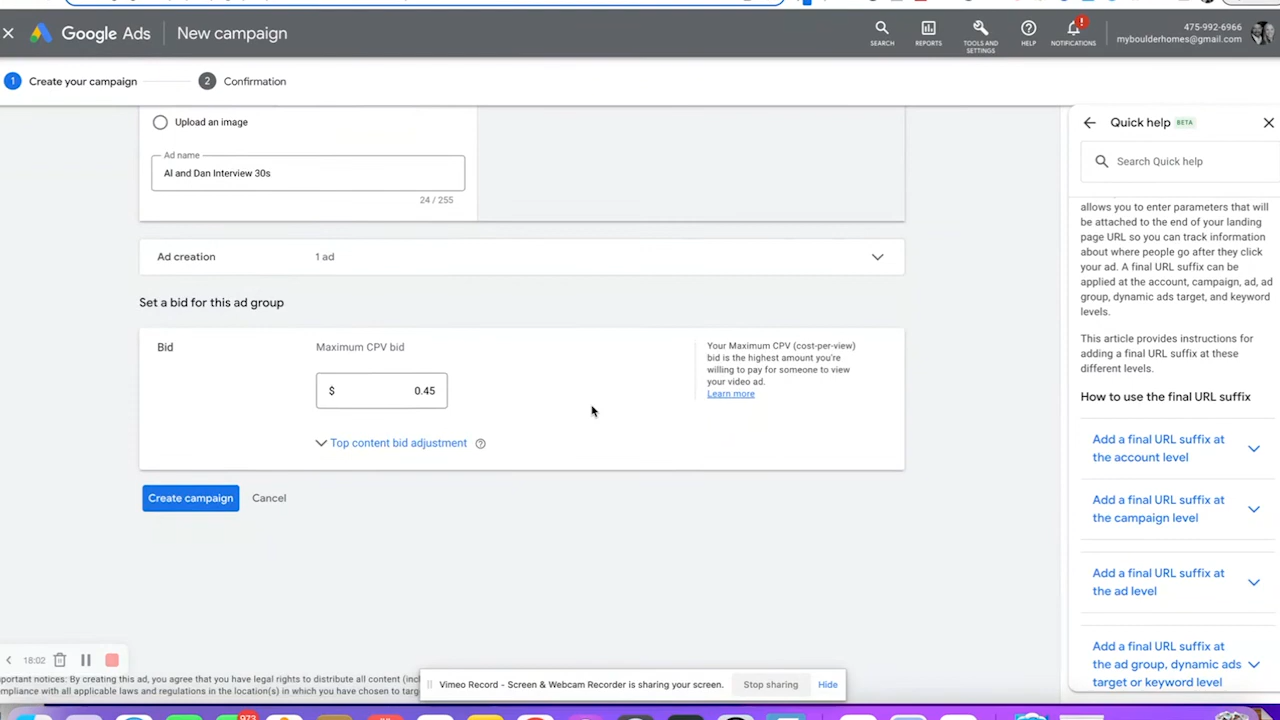 Google Ads
New campaign
SEARCH
REPORTS
TOOLS AND
SETTINGS
HELP
!
NOTIFICATIONS
475-992-6966
myboulderhomes@gmail.com
1
Create your campaign
2
Confirmation
Upload an image
Ad name
Al and Dan Interview 30s
24 / 255
Ad creation
1 ad
Set a bid for this ad group
Bid
Maximum CPV bid
$ 0.45
Top content bid adjustment
Your Maximum CPV (cost-per-view)
bid is the highest amount you're
willing to pay for someone to view
your video ad.
Learn more
Create campaign
Cancel
Quick help BETA
Search Quick help
allows you to enter parameters that will
be attached to the end of your landing
page URL so you can track information
about where people go after they click
your ad. A final URL suffix can be
applied at the account, campaign, ad, ad
group, dynamic ads target, and keyword
levels.
This article provides instructions for
adding a final URL suffix at these
different levels.
How to use the final URL suffix
Add a final URL suffix at
the account level
Add a final URL suffix at
the campaign level
Add a final URL suffix at
the ad level
Add a final URL suffix at
the ad group, dynamic ads
target or keyword level
18:02
portant notices: By creating this ad, you agree that you have legal rights to distribute all content (incl
mpliance with all applicable laws and regulations in the location(s) in which you have chosen to targ
Vimeo Record - Screen & Webcam Recorder is sharing your screen.
Stop sharing
Hide
973